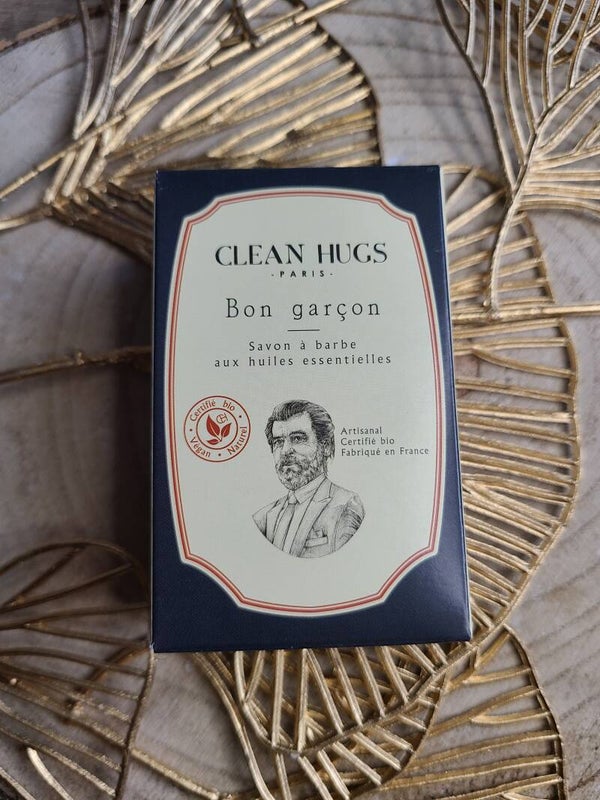 CLEAN HUGS
- PARIS -
Bon garçon
Savon à barbe
aux huiles essentielles
• Certifié bio •
Vegan • Naturel
Artisanal
Certifié bio
Fabriqué en France